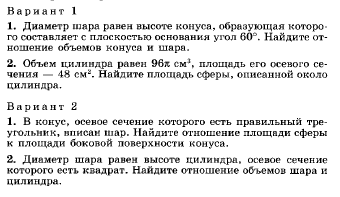 Вариант 1
1. Диаметр шара равен высоте конуса, образующая которо-
го составляет с плоскостью основания угол 60°. Найдите от-
ношение объемов конуса и шара.
2. Объем цилиндра равен 96π см³, площадь его осевого се-
чения — 48 см². Найдите площадь сферы, описанной около
цилиндра.
Вариант 2
1. В конус, осевое сечение которого есть правильный тре-
угольник, вписан шар. Найдите отношение площади сферы
к площади боковой поверхности конуса.
2. Диаметр шара равен высоте цилиндра, осевое сечение
которого есть квадрат. Найдите отношение объемов шара и
цилиндра.